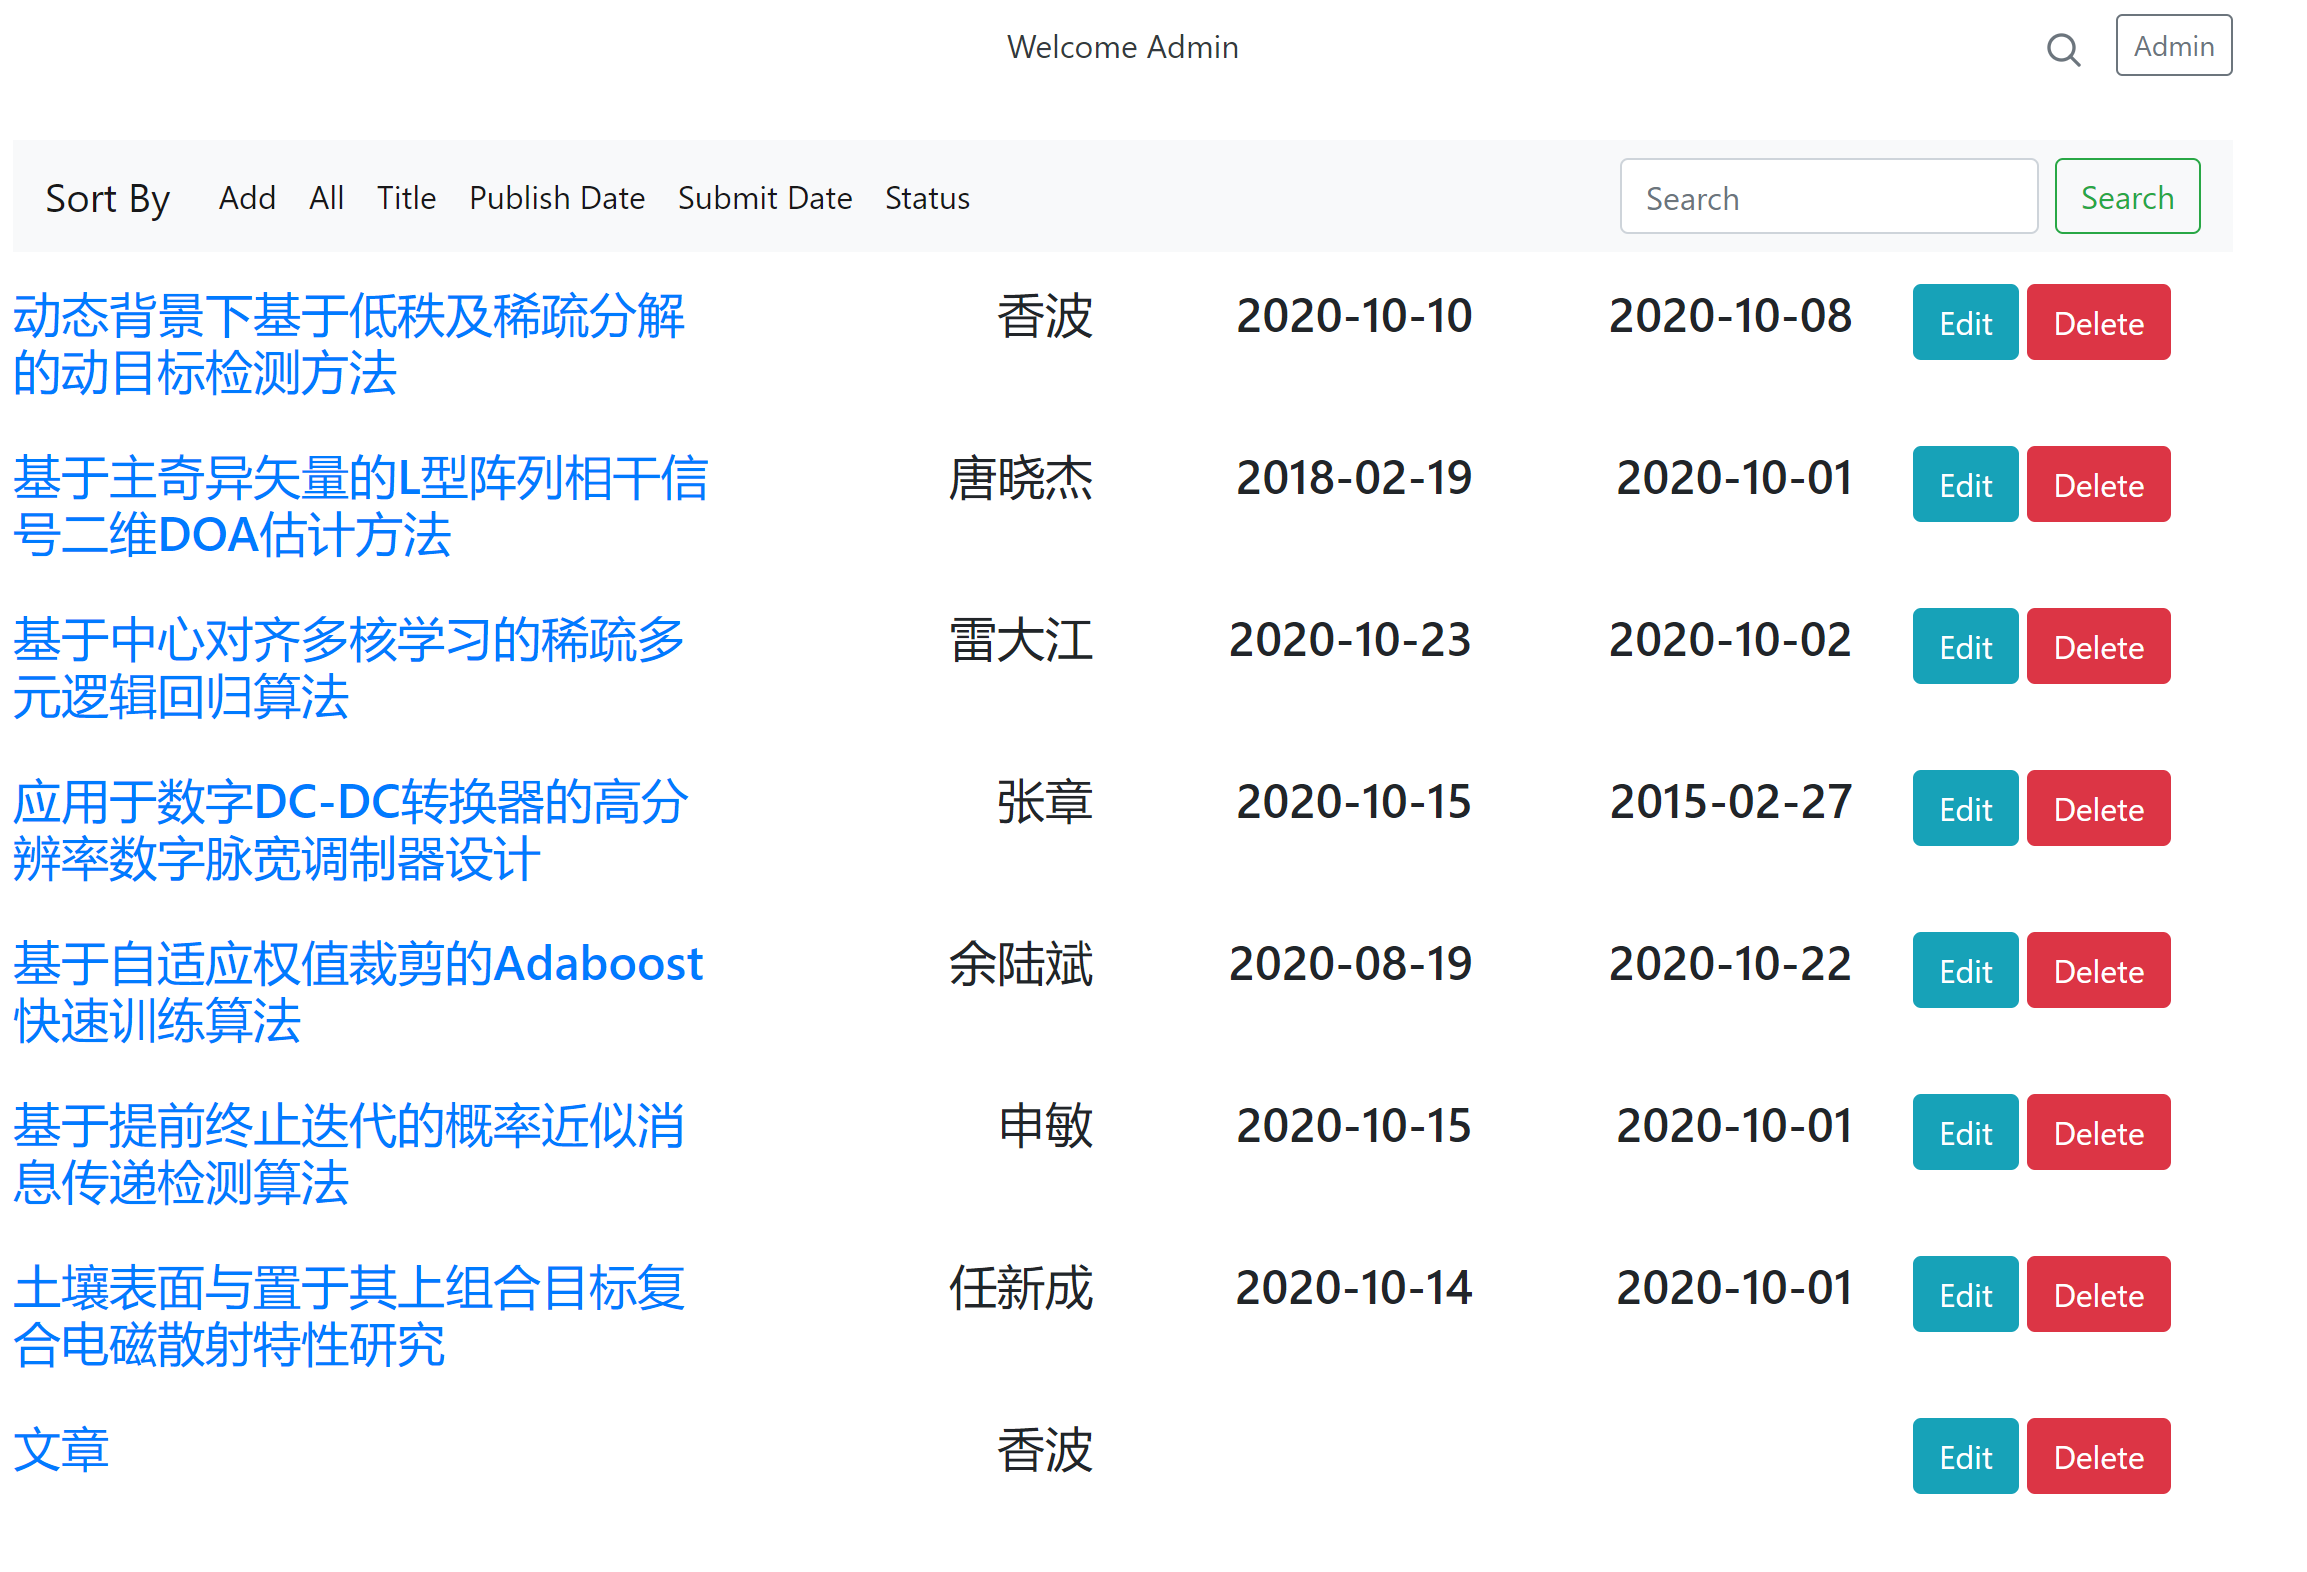 Welcome Admin
Admin
Sort By Add All Title Publish Date Submit Date Status Search Search
动态背景下基于低秩及稀疏分解 香波 2020-10-10 2020-10-08 Edit Delete
的动目标检测方法
基于主奇异矢量的L型阵列相干信 唐晓杰 2018-02-19 2020-10-01 Edit Delete
号二维DOA估计方法
基于中心对齐多核学习的稀疏多 雷大江 2020-10-23 2020-10-02 Edit Delete
元逻辑回归算法
应用于数字DC-DC转换器的高分 张章 2020-10-15 2015-02-27 Edit Delete
辨率数字脉宽调制器设计
基于自适应权值裁剪的Adaboost 余陆斌 2020-08-19 2020-10-22 Edit Delete
快速训练算法
基于提前终止迭代的概率近似消 申敏 2020-10-15 2020-10-01 Edit Delete
息传递检测算法
土壤表面与置于其上组合目标复 任新成 2020-10-14 2020-10-01 Edit Delete
合电磁散射特性研究
文章 香波 Edit Delete